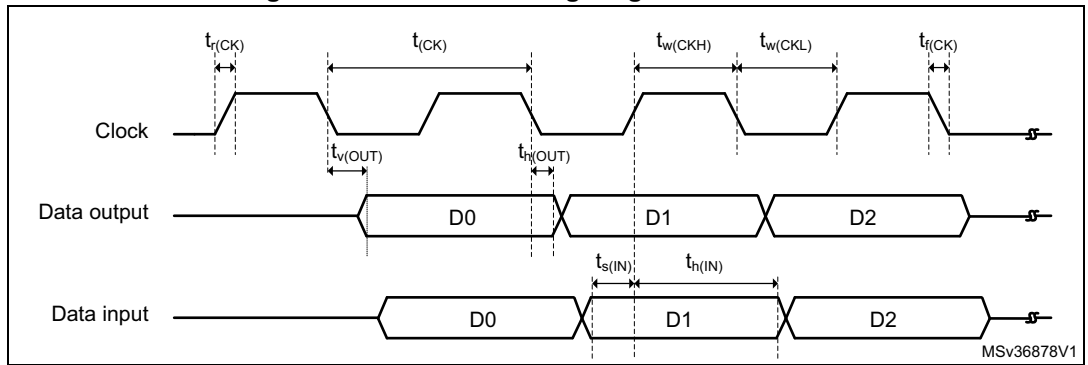 t_r(CK) t_(CK) t_w(CKH) t_w(CKL) t_f(CK)
Clock
t_v(OUT) t_h(OUT)
Data output D0 D1 D2
t_s(IN) t_h(IN)
Data input D0 D1 D2
MSv36878V1